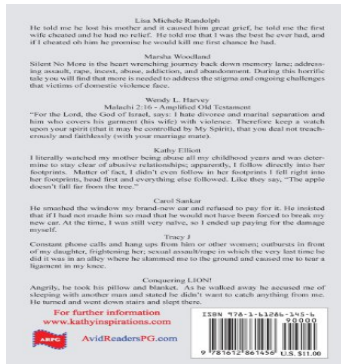 Lisa Michele Randolph
He told me he lost his mother and it caused him great grief, he told me the first
wife cheated and he had no relief. He told me that I was the best he ever had, and
if I cheated oh him he promise he would kill me first chance he had.
Marsha Woodland
Silent No More is the heart wrenching journey back down memory lane; address-
ing assault, rape, incest, abuse, addiction, and abandonment. During this horrific
tale you will find that more is needed to address the stigma and ongoing challenges
that victims of domestic violence face.
Wendy L. Harvey
Malachi 2:16 - Amplified Old Testament
"For the Lord, the God of Israel, says: I hate divorce and marital separation and
him who covers his garment (his wife) with violence. Therefore keep a watch
upon your spirit (that it may be controlled by My Spirit), that you deal not treach-
erously and faithlessly (with your marriage mate).
Kathy Elliott
I literally watched my mother being abuse all my childhood years and was deter-
mine to stay clear of abusive relationships; apparently, I follow directly into her
footprints. Matter of fact, I didn't even follow in her footprints I fell right into
her footprints, head first and everything else followed. Like they say, "The apple
doesn't fall far from the tree."
Carol Sankar
He smashed the window my brand-new car and refused to pay for it. He insisted
that if I had not made him so mad that he would not have been forced to break my
new car. At the time, I was still very naïve, so I ended up paying for the damage
myself.
Tracy J
Constant phone calls and hang ups from him or other women; outbursts in front
of my daughter, frightening her; sexual assault/rape in which the very last time he
did it was in an alley where he slammed me to the ground and caused me to tear a
ligament in my knee.
Conquering LION!
Angrily, he took his pillow and blanket. As he walked away he accused me of
sleeping with another men and stated he didn't want to catch anything from me.
He turned and went down stairs and slept there.
For further information
www.kathyinspirations.com
ARPG
AvidReadersPG.com
ISBN 978-1-61286-145-6
90000
9 781612 861456
U.S. $11.00